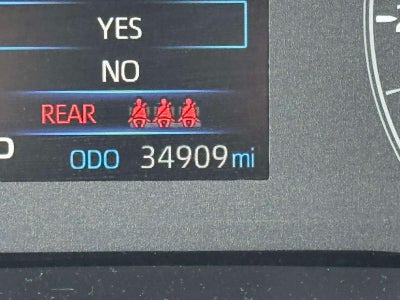 YES
NO
REAR
ODO 34909 mi